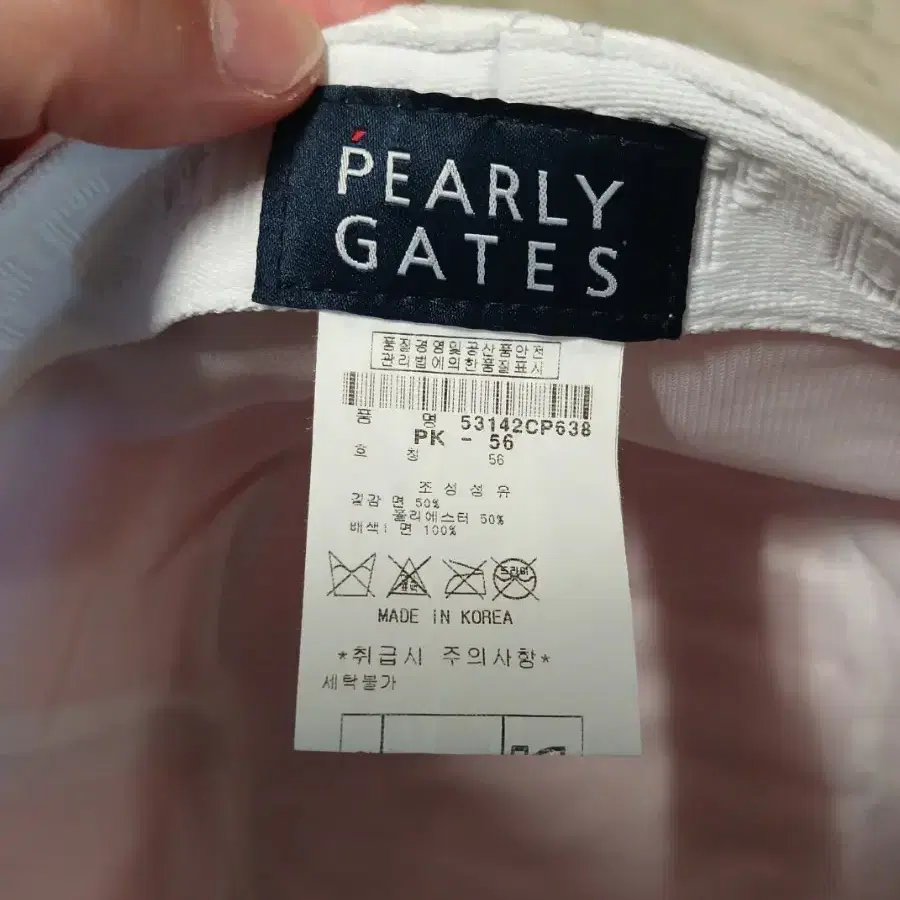 PEARLY
GATES
품질경영및공산품안전
관리법에의한품질표시
품 명 53142CP638
PK - 56
호 칭 56
조성섬유
겉감 면 50%
폴리에스터 50%
배색: 면 100%
드라이
MADE IN KOREA
*취급시 주의사항*
세탁불가